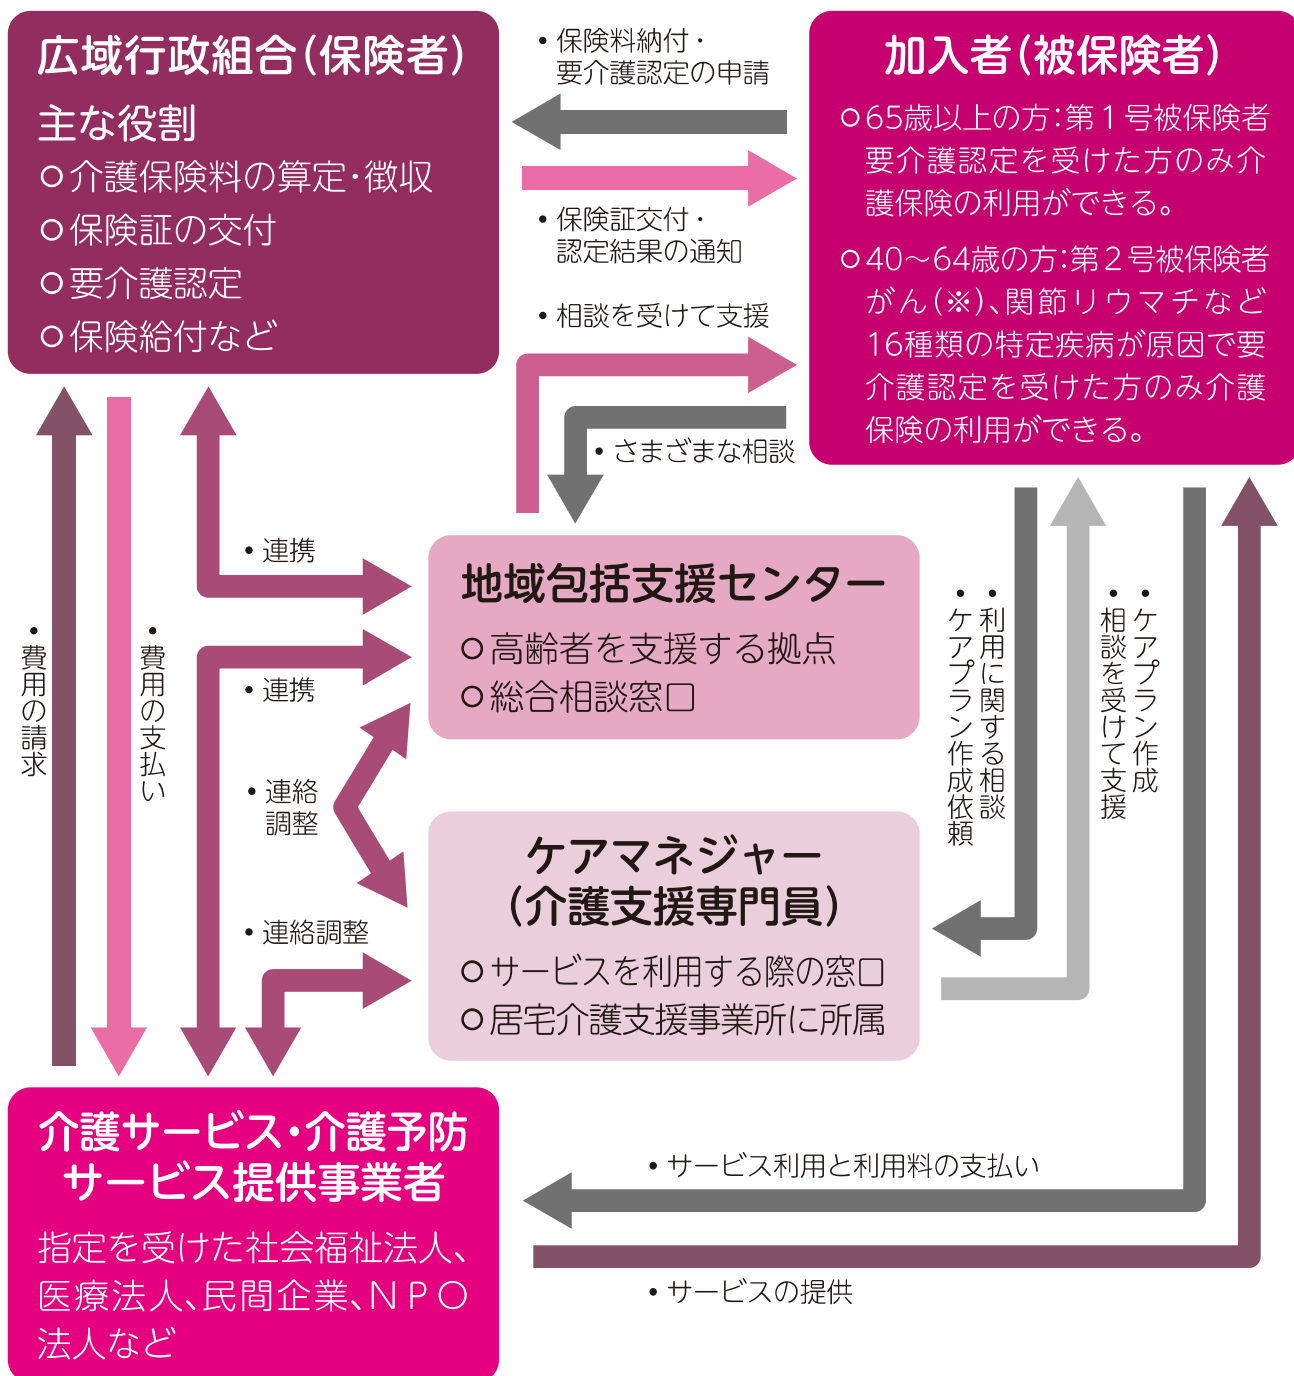 広域行政組合（保険者）
主な役割
○介護保険料の算定・徴収
○保険証の交付
○要介護認定
○保険給付など
・保険料納付・
要介護認定の申請
・保険証交付・
認定結果の通知
・相談を受けて支援
・さまざまな相談
加入者（被保険者）
○65歳以上の方：第１号被保険者
要介護認定を受けた方のみ介
護保険の利用ができる。
○40～64歳の方：第２号被保険者
がん（※）、関節リウマチなど
16種類の特定疾病が原因で要
介護認定を受けた方のみ介護
保険の利用ができる。
・連携
地域包括支援センター
○高齢者を支援する拠点
○総合相談窓口
・費用の請求
・費用の支払い
・連携
・連絡
調整
・利用に関する相談
・ケアプラン作成依頼
・ケアプラン作成
・相談を受けて支援
ケアマネジャー
（介護支援専門員）
○サービスを利用する際の窓口
○居宅介護支援事業所に所属
・連絡調整
介護サービス・介護予防
サービス提供事業者
指定を受けた社会福祉法人、
医療法人、民間企業、ＮＰＯ
法人など
・サービス利用と利用料の支払い
・サービスの提供